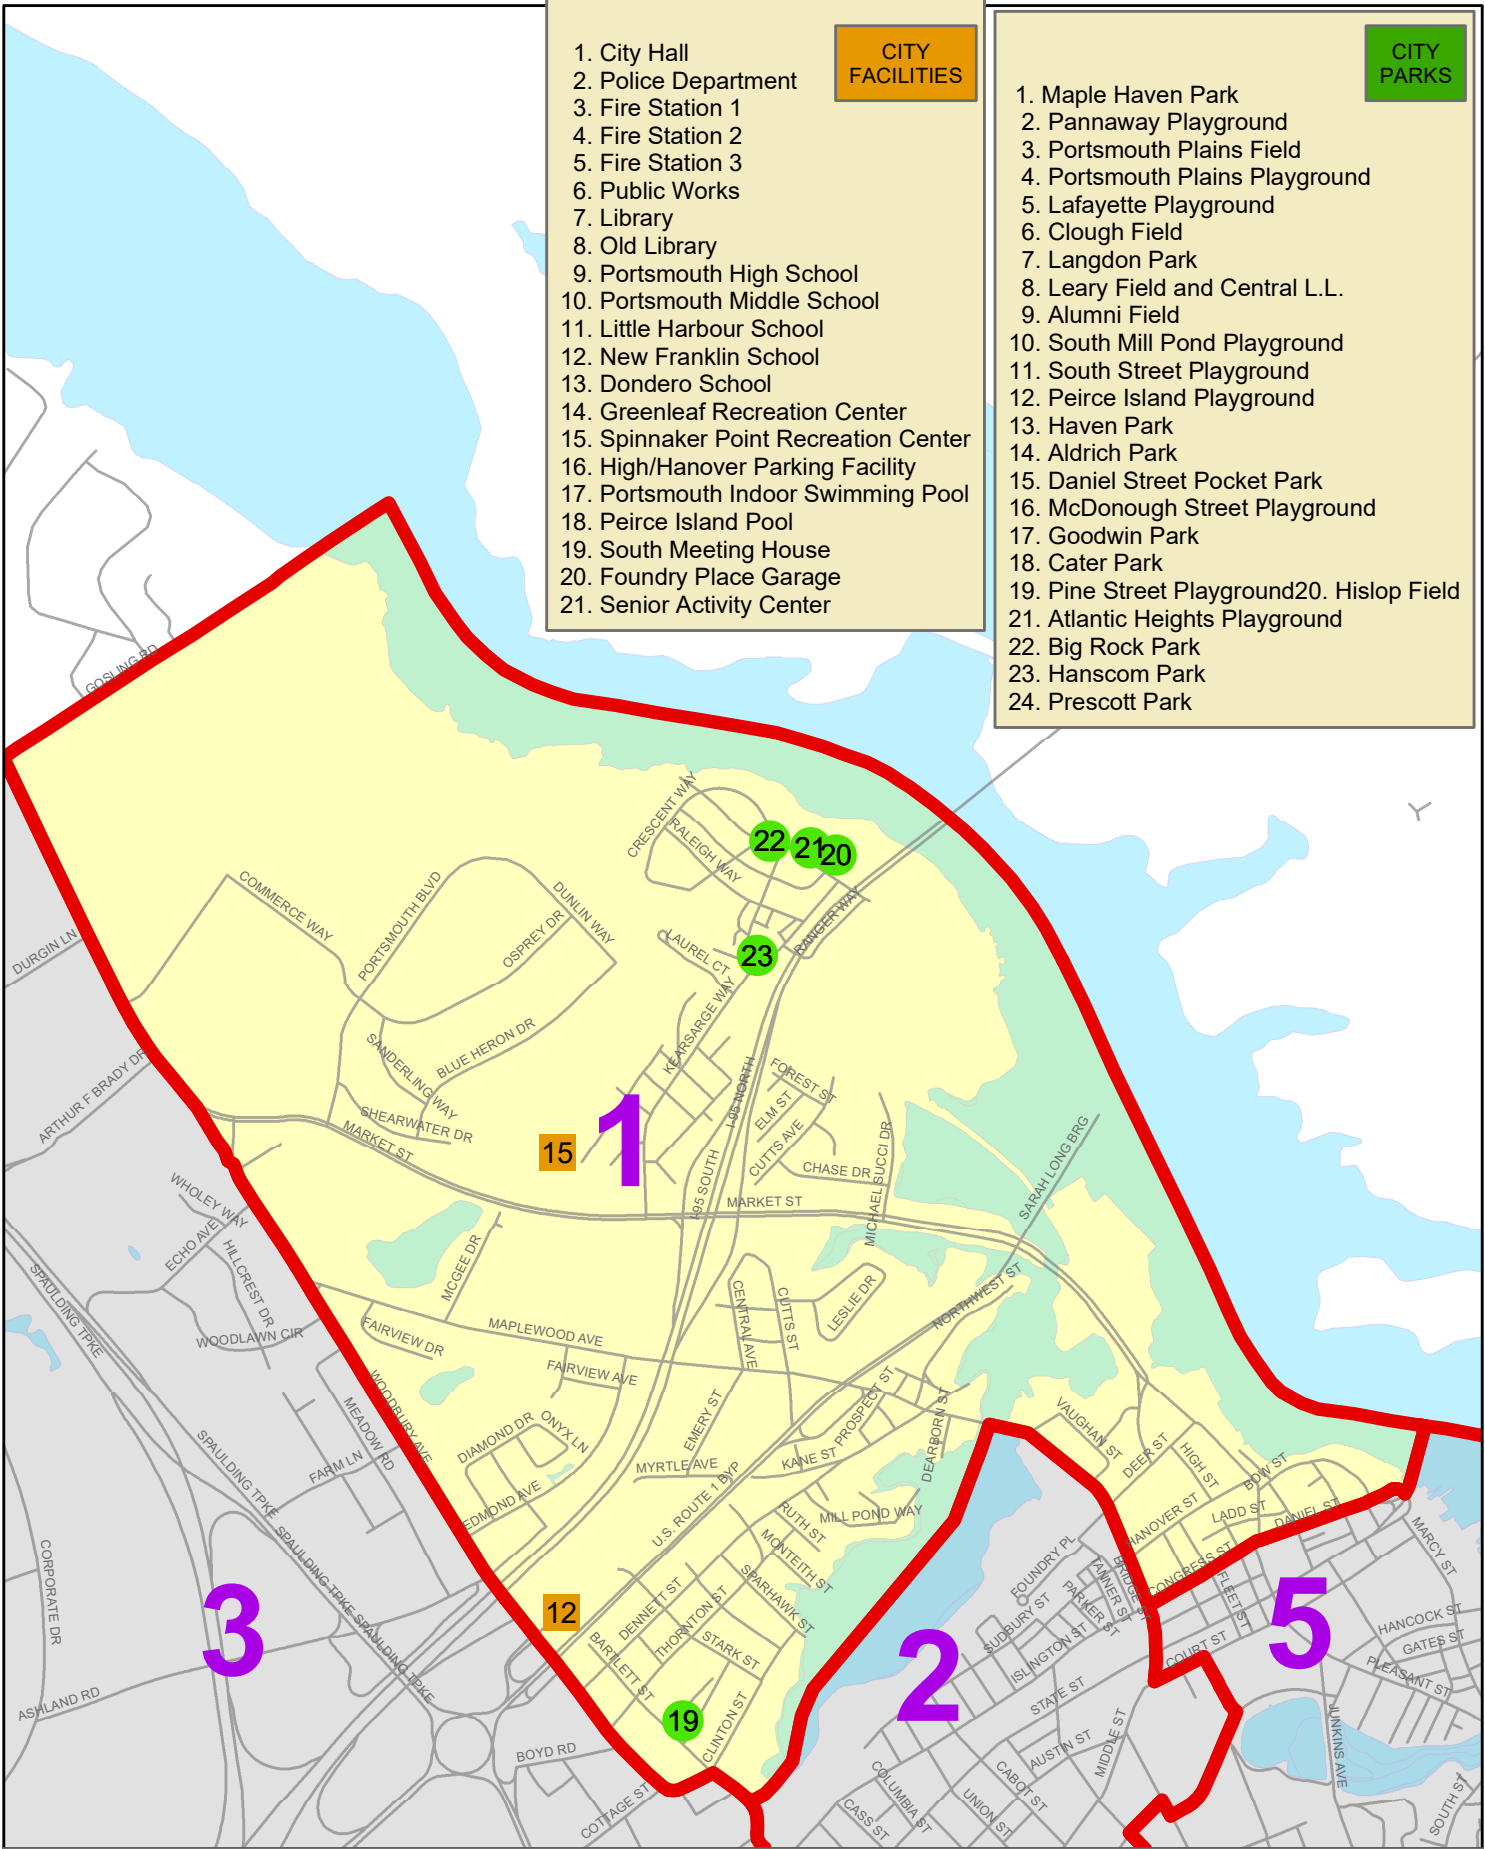 1. City Hall
2. Police Department
3. Fire Station 1
4. Fire Station 2
5. Fire Station 3
6. Public Works
7. Library
8. Old Library
9. Portsmouth High School
10. Portsmouth Middle School
11. Little Harbour School
12. New Franklin School
13. Dondero School
14. Greenleaf Recreation Center
15. Spinnaker Point Recreation Center
16. High/Hanover Parking Facility
17. Portsmouth Indoor Swimming Pool
18. Peirce Island Pool
19. South Meeting House
20. Foundry Place Garage
21. Senior Activity Center
CITY
FACILITIES
CITY
PARKS
1. Maple Haven Park
2. Pannaway Playground
3. Portsmouth Plains Field
4. Portsmouth Plains Playground
5. Lafayette Playground
6. Clough Field
7. Langdon Park
8. Leary Field and Central L.L.
9. Alumni Field
10. South Mill Pond Playground
11. South Street Playground
12. Peirce Island Playground
13. Haven Park
14. Aldrich Park
15. Daniel Street Pocket Park
16. McDonough Street Playground
17. Goodwin Park
18. Cater Park
19. Pine Street Playground20. Hislop Field
21. Atlantic Heights Playground
22. Big Rock Park
23. Hanscom Park
24. Prescott Park
GOSLING RD
CRESCENT WAY
RALEIGH WAY
22
21
20
COMMERCE WAY
PORTSMOUTH BLVD
DUNLIN WAY
OSPREY DR
RANGER WAY
LAUREL CT
23
DURGIN LN
KEARSARGE WAY
SANDERLING WAY
BLUE HERON DR
ARTHUR F BRADY DR
SHEARWATER DR
MARKET ST
I-95 NORTH
FOREST ST
ELM ST
CUTTS AVE
CHASE DR
MICHAEL SUCCI DR
SARAH LONG BRG
15
1
I-95 SOUTH
MARKET ST
WHOLEY WAY
ECHO AVE
HILLCREST DR
SPAULDING TPKE
WOODLAWN CIR
MCGEE DR
FAIRVIEW DR
MAPLEWOOD AVE
FAIRVIEW AVE
CENTRAL AVE
CUTTS ST
LESLIE DR
NORTHWEST ST
WOODBURY AVE
MEADOW RD
FARM LN
DIAMOND DR
ONYX LN
EMERY ST
PROSPECT ST
DEARBORN ST
VAUGHAN ST
DEER ST
HIGH ST
BOW ST
MYRTLE AVE
KANE ST
EDMOND AVE
U.S. ROUTE 1 BYP
RUTH ST
MILL POND WAY
MONTEITH ST
HANOVER ST
LADD ST
DANIEL ST
SPAULDING TPKE
SPAULDING TPKE
SPAULDING TPKE
CORPORATE DR
MARCY ST
CONGRESS ST
FLEET ST
BRIDGE ST
TANNER ST
PARKER ST
FOUNDRY PL
SUDBURY ST
ISLINGTON ST
SPARHAWK ST
DENNETT ST
THORNTON ST
STARK ST
BARTLETT ST
12
3
2
5
HANCOCK ST
GATES ST
PLEASANT ST
COURT ST
STATE ST
ASHLAND RD
19
CLINTON ST
BOYD RD
COTTAGE ST
AUSTIN ST
MIDDLE ST
CABOT ST
COLUMBIA ST
CASS ST
UNION ST
JUNKINS AVE
SOUTH ST